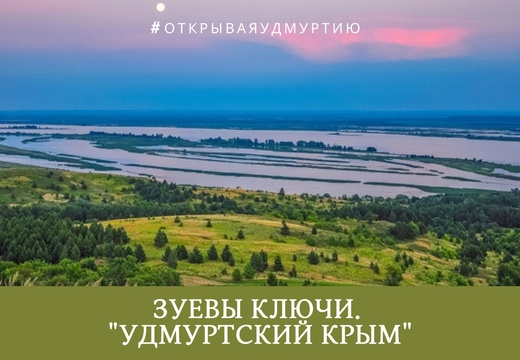 #ОТКРЫВАЯУДМУРТИЮ
ЗУЕВЫ КЛЮЧИ.
"УДМУРТСКИЙ КРЫМ"